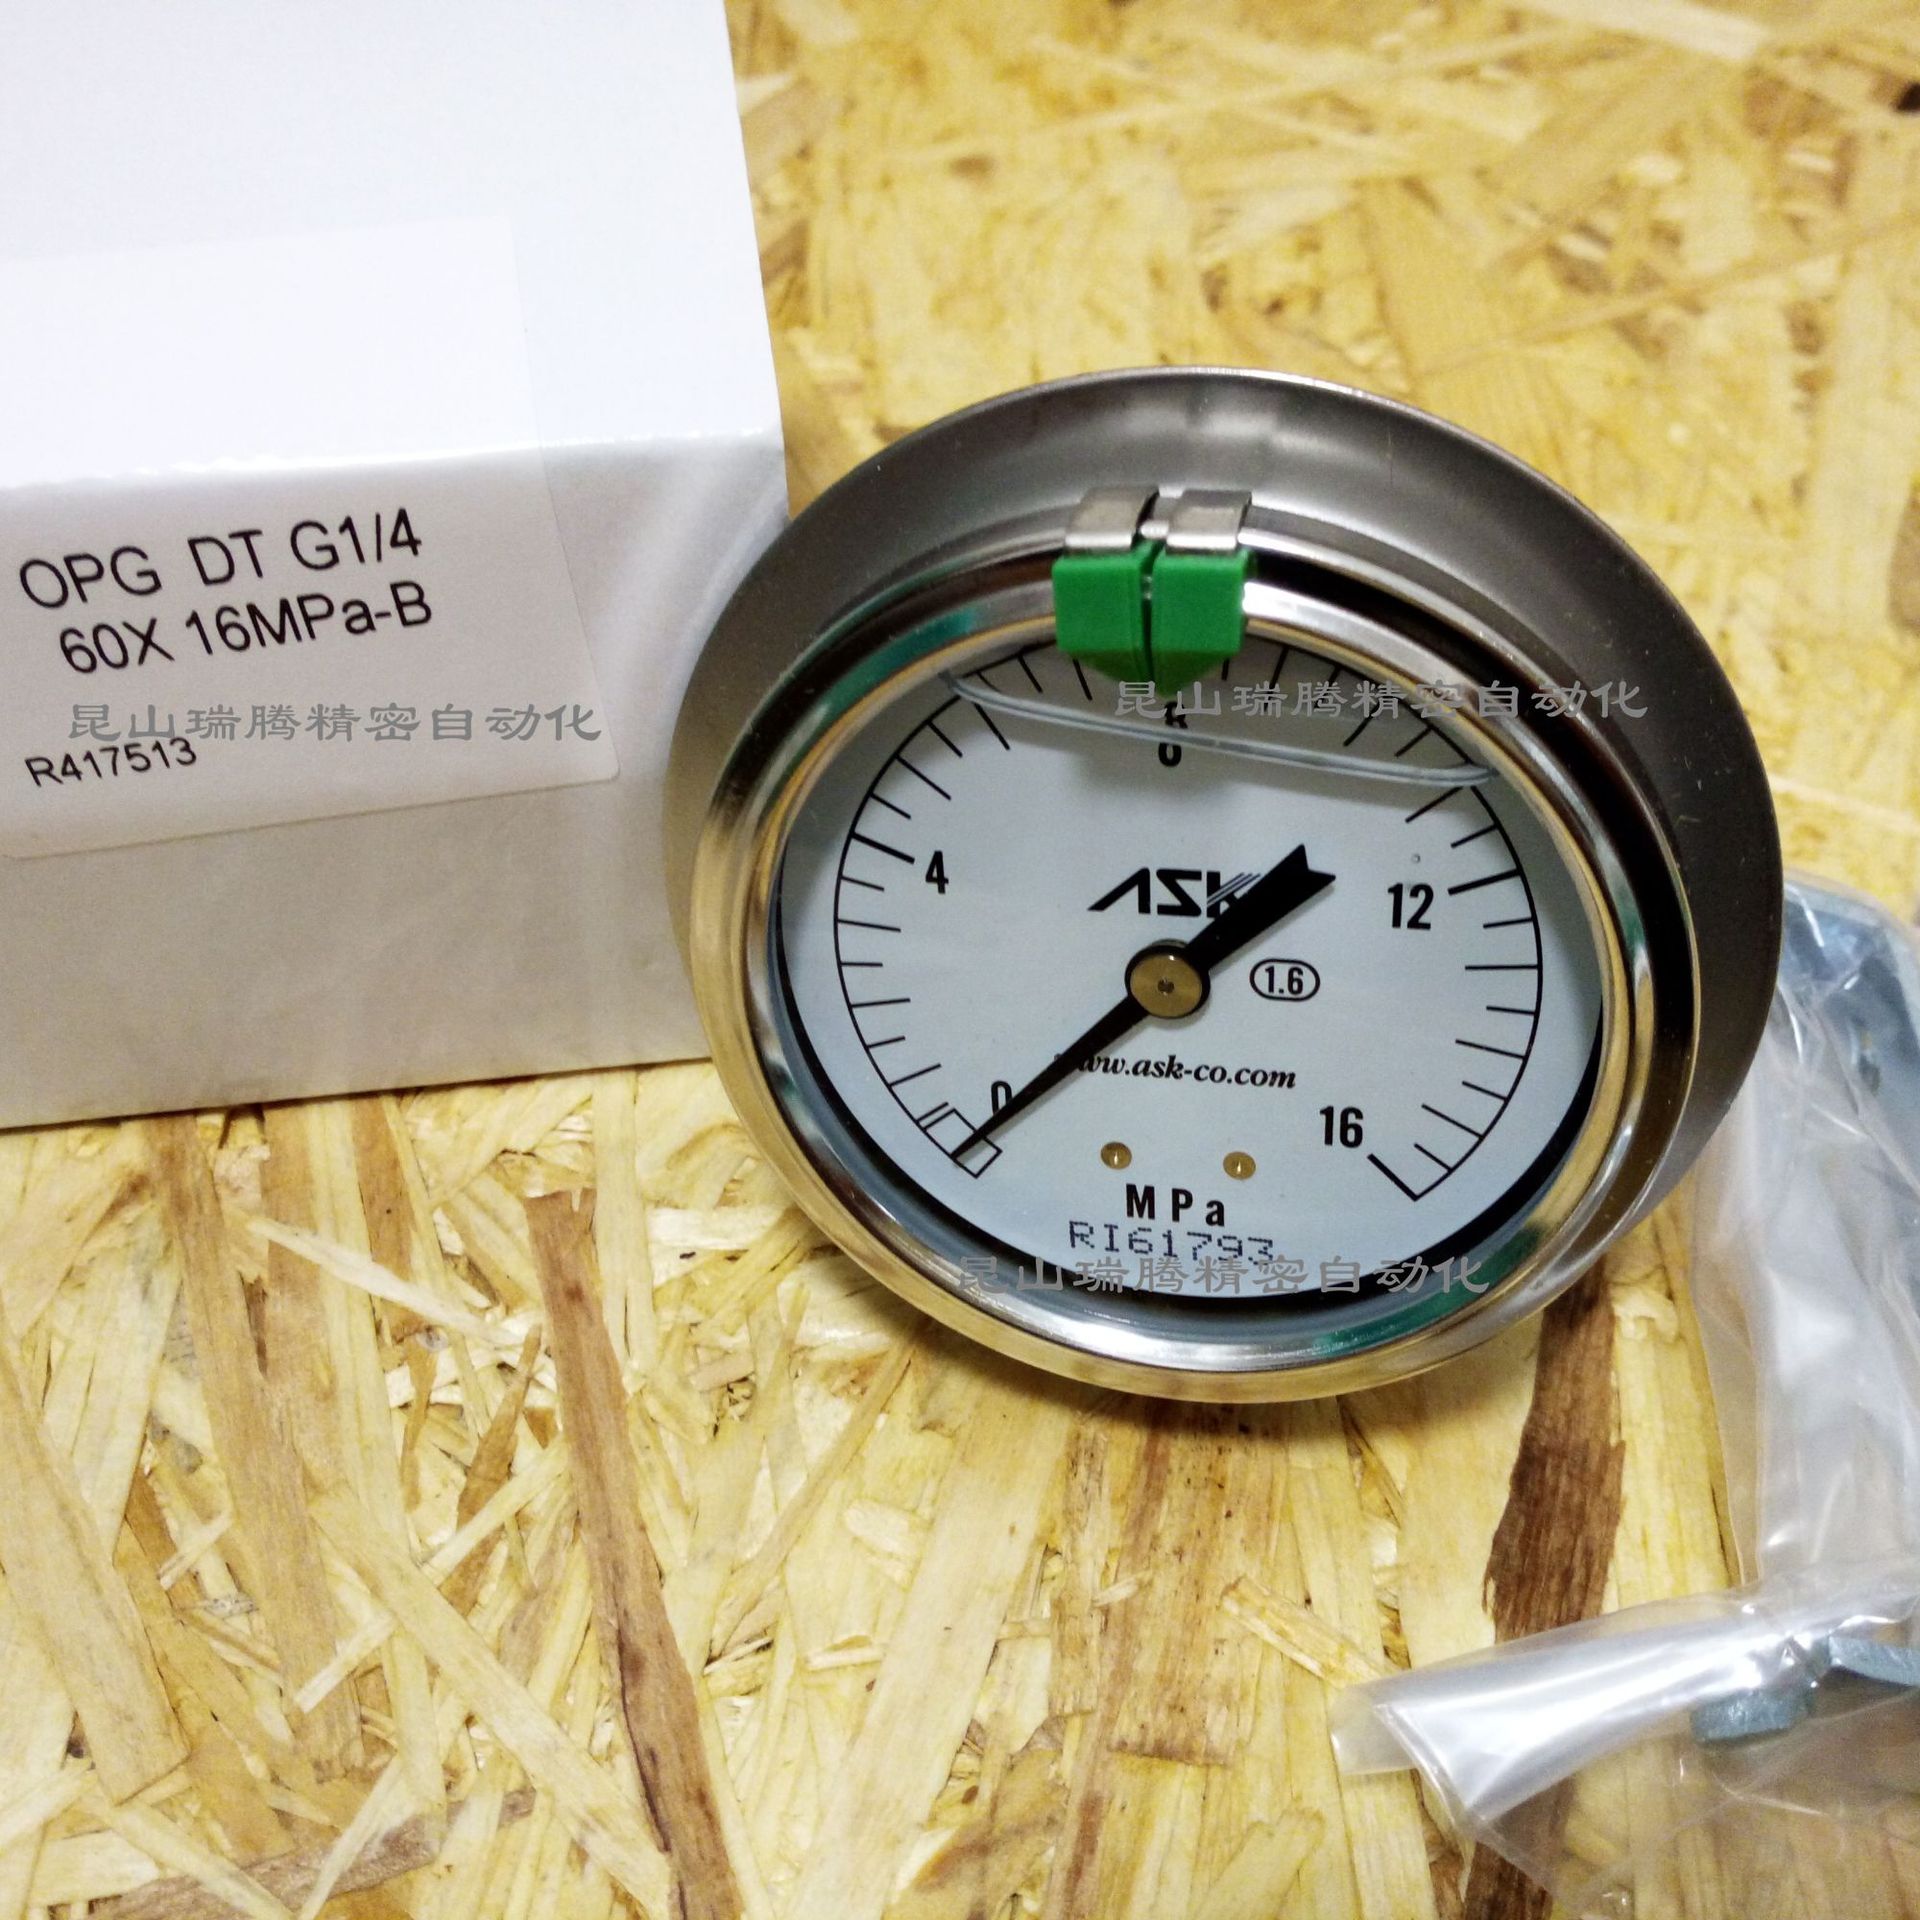 OPG DT G1/4
60X 16MPa-B
昆山瑞腾精密自动化
R417513
昆山瑞腾精密自动化
8
4
ASK
12
1.6
www.ask-co.com
0
16
MPa
RI61793
昆山瑞腾精密自动化